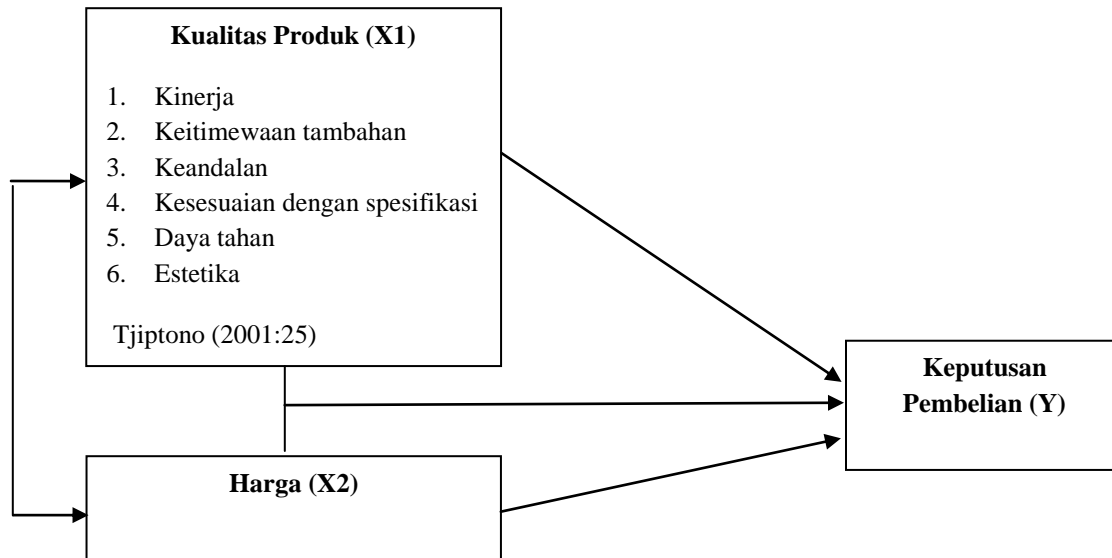 Kualitas Produk (X1)
1. Kinerja
2. Keitimewaan tambahan
3. Keandalan
4. Kesesuaian dengan spesifikasi
5. Daya tahan
6. Estetika
Tjiptono (2001:25)
Keputusan
Pembelian (Y)
Harga (X2)